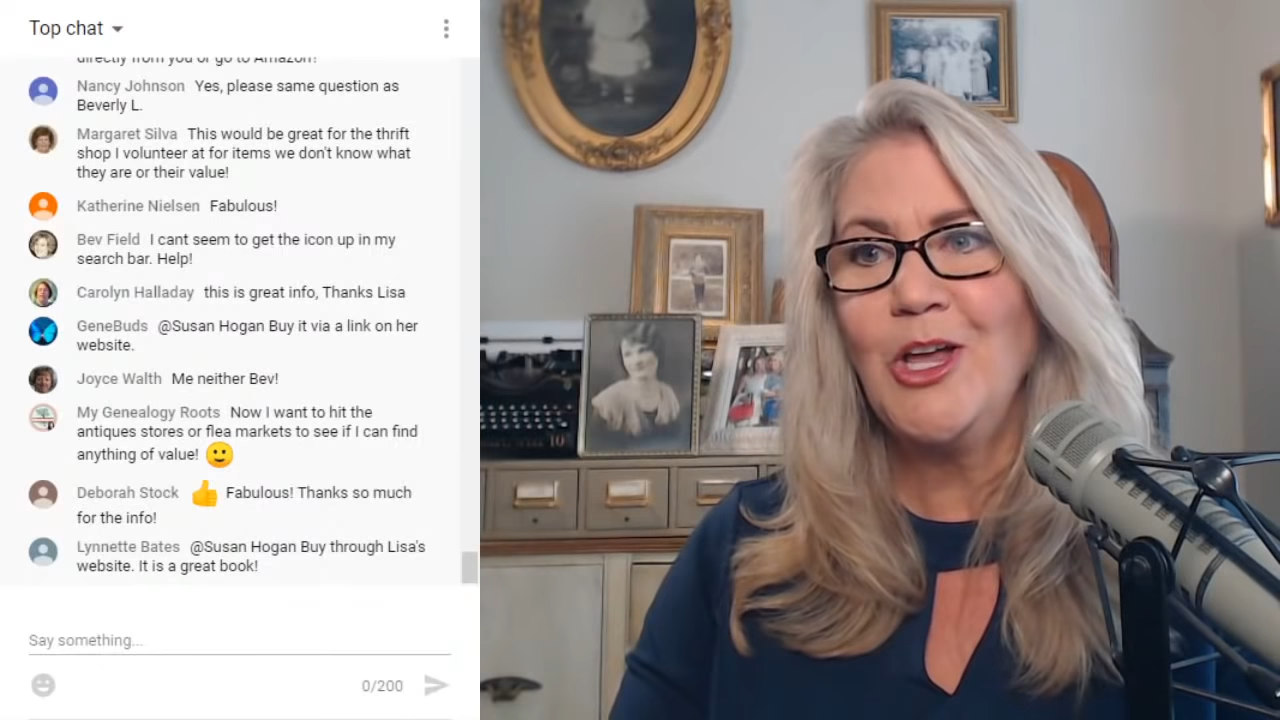 Top chat
directly from you or go to Amazon?
Nancy Johnson Yes, please same question as
Beverly L.
Margaret Silva This would be great for the thrift
shop I volunteer at for items we don't know what
they are or their value!
Katherine Nielsen Fabulous!
Bev Field I cant seem to get the icon up in my
search bar. Help!
Carolyn Halladay this is great info, Thanks Lisa
GeneBuds @Susan Hogan Buy it via a link on her
website.
Joyce Walth Me neither Bev!
My Genealogy Roots Now I want to hit the
antiques stores or flea markets to see if I can find
anything of value! 🙂
Deborah Stock 👍 Fabulous! Thanks so much
for the info!
Lynnette Bates @Susan Hogan Buy through Lisa's
website. It is a great book!
Say something...
0/200